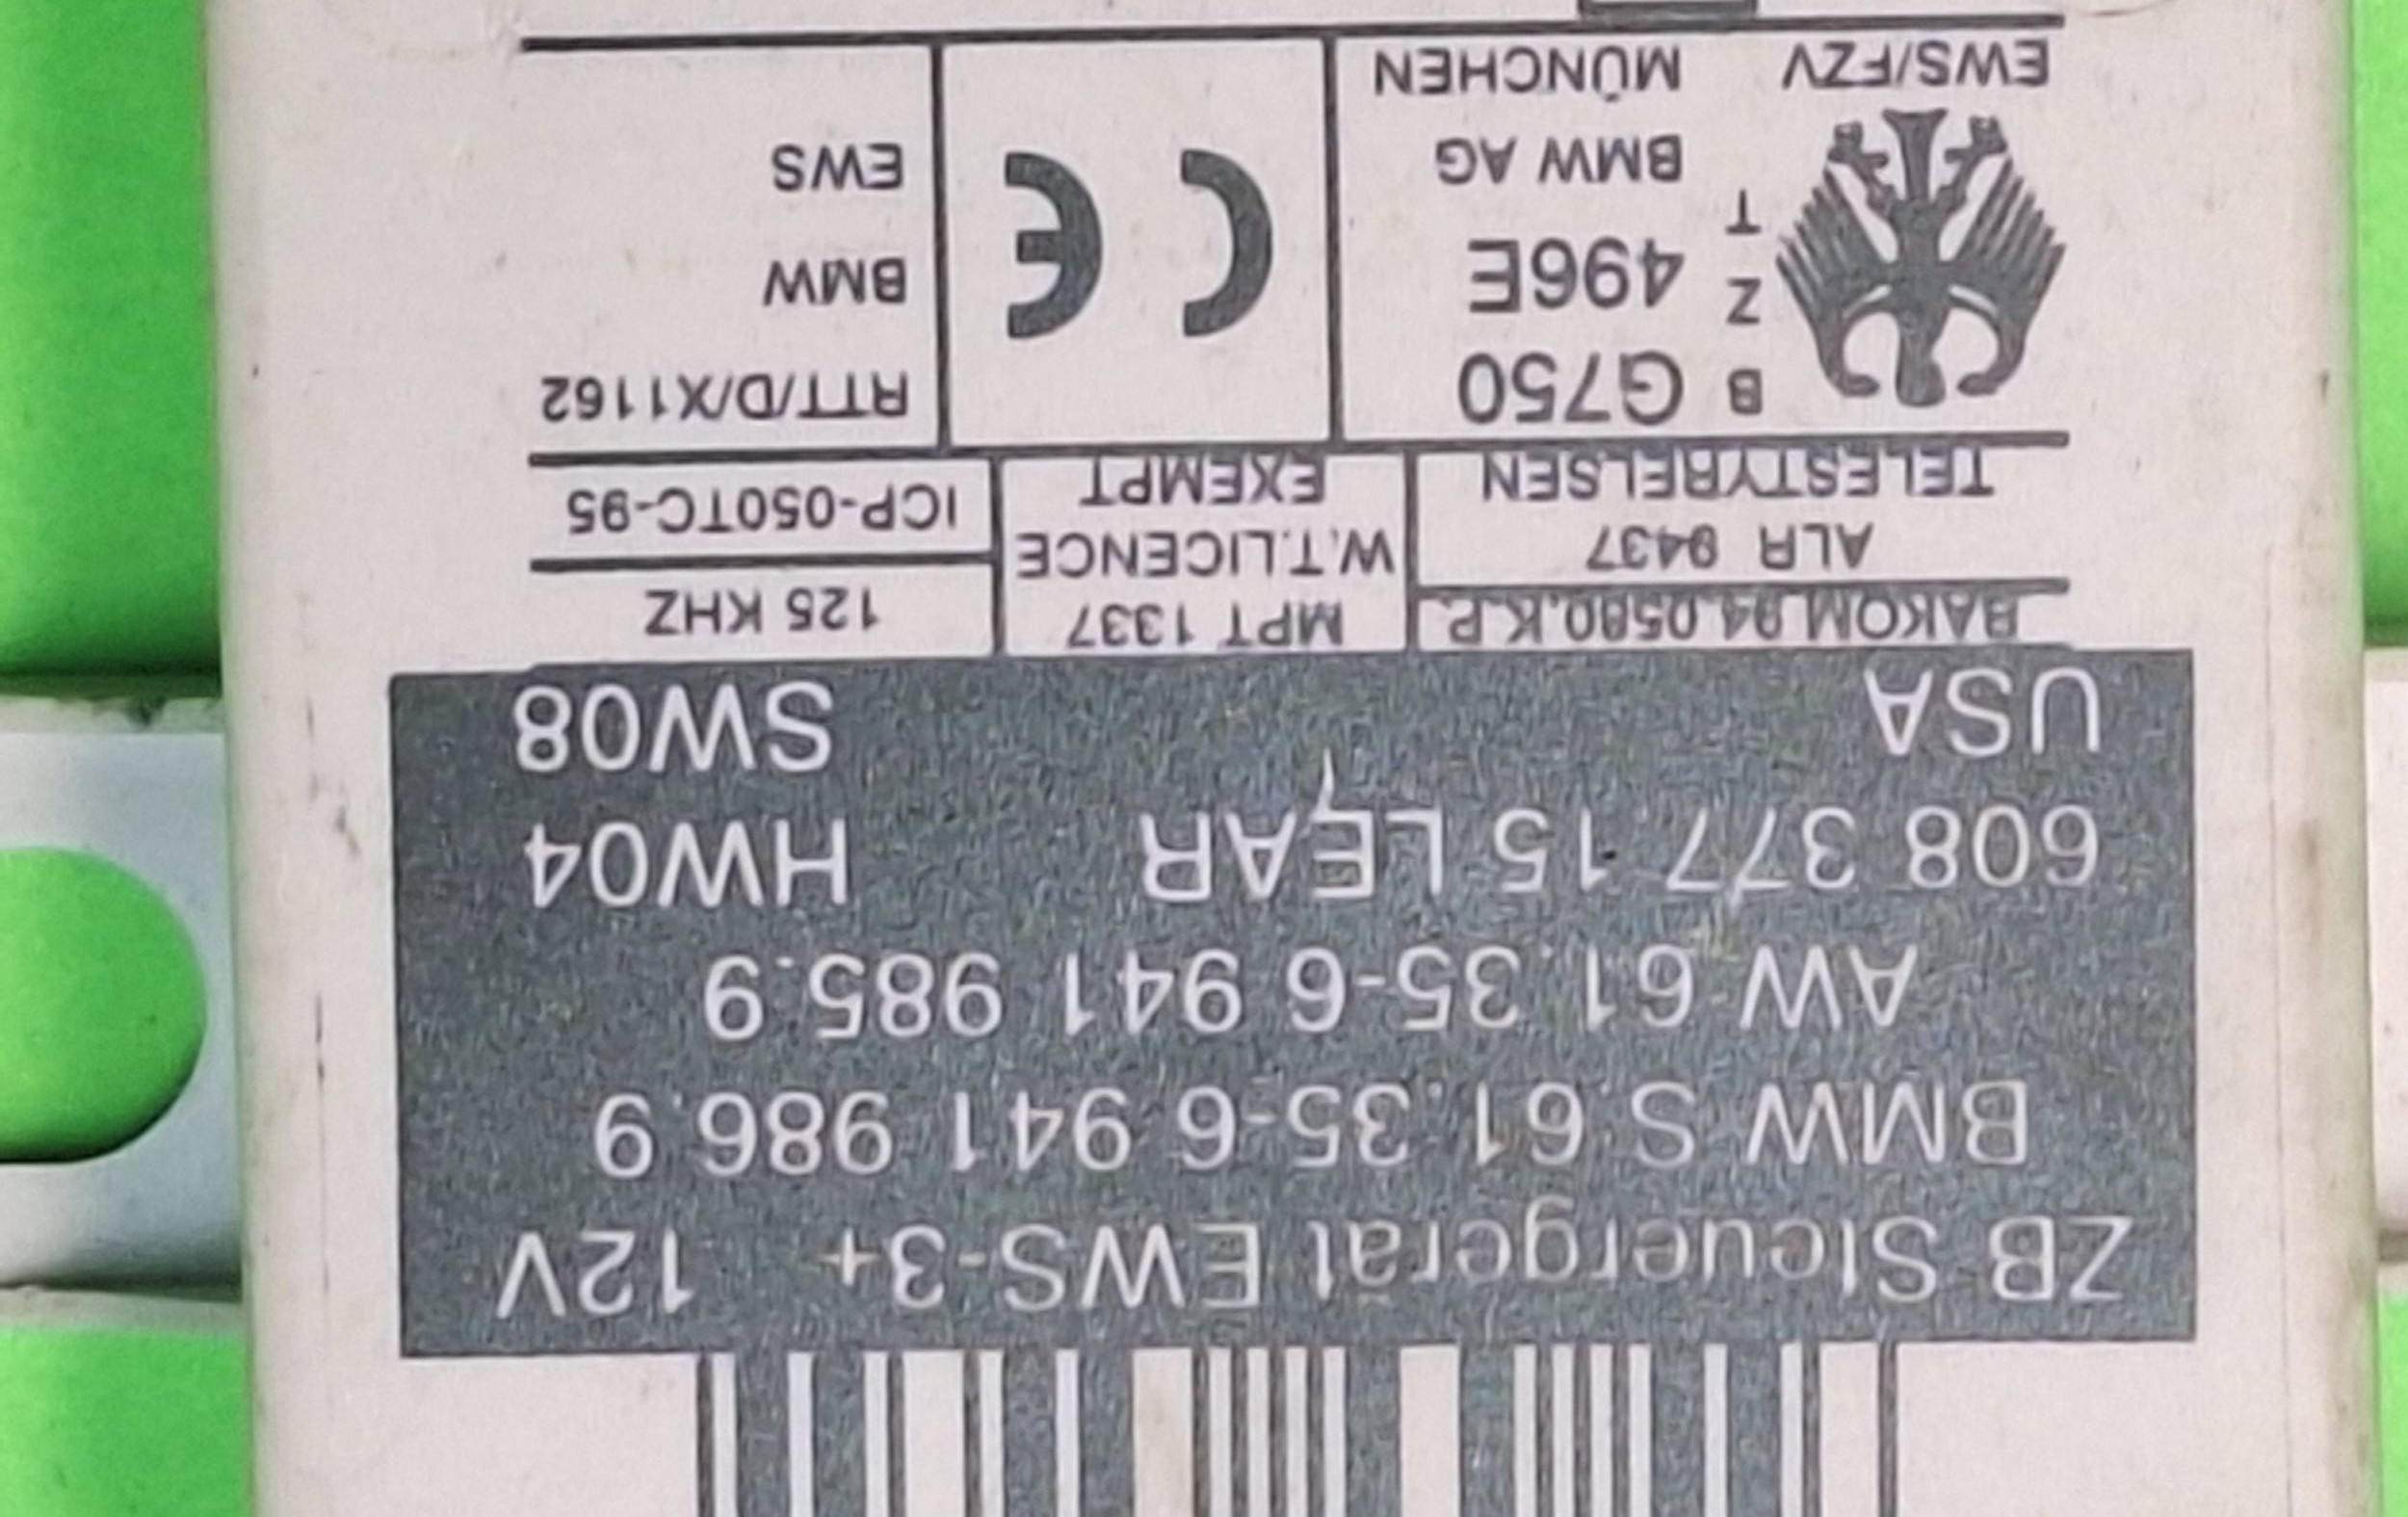 ZB Steuergerät EWS-3+ 12V
BMW S 61.35-6 941 986.9
AW 61.35-6 941 985.9
608 377 15 LEAR HW04
USA SW08
BAKOM 94.0580.K.P.
MPT 1337
W.T.LICENCE
EXEMPT
125 KHZ
ALR 9437
TELESTYRELSEN
ICP-050TC-95
B G750
Z 496E
T BMW AG
EWS/FZV MÜNCHEN
CE
RTT/D/X1162
BMW
EWS